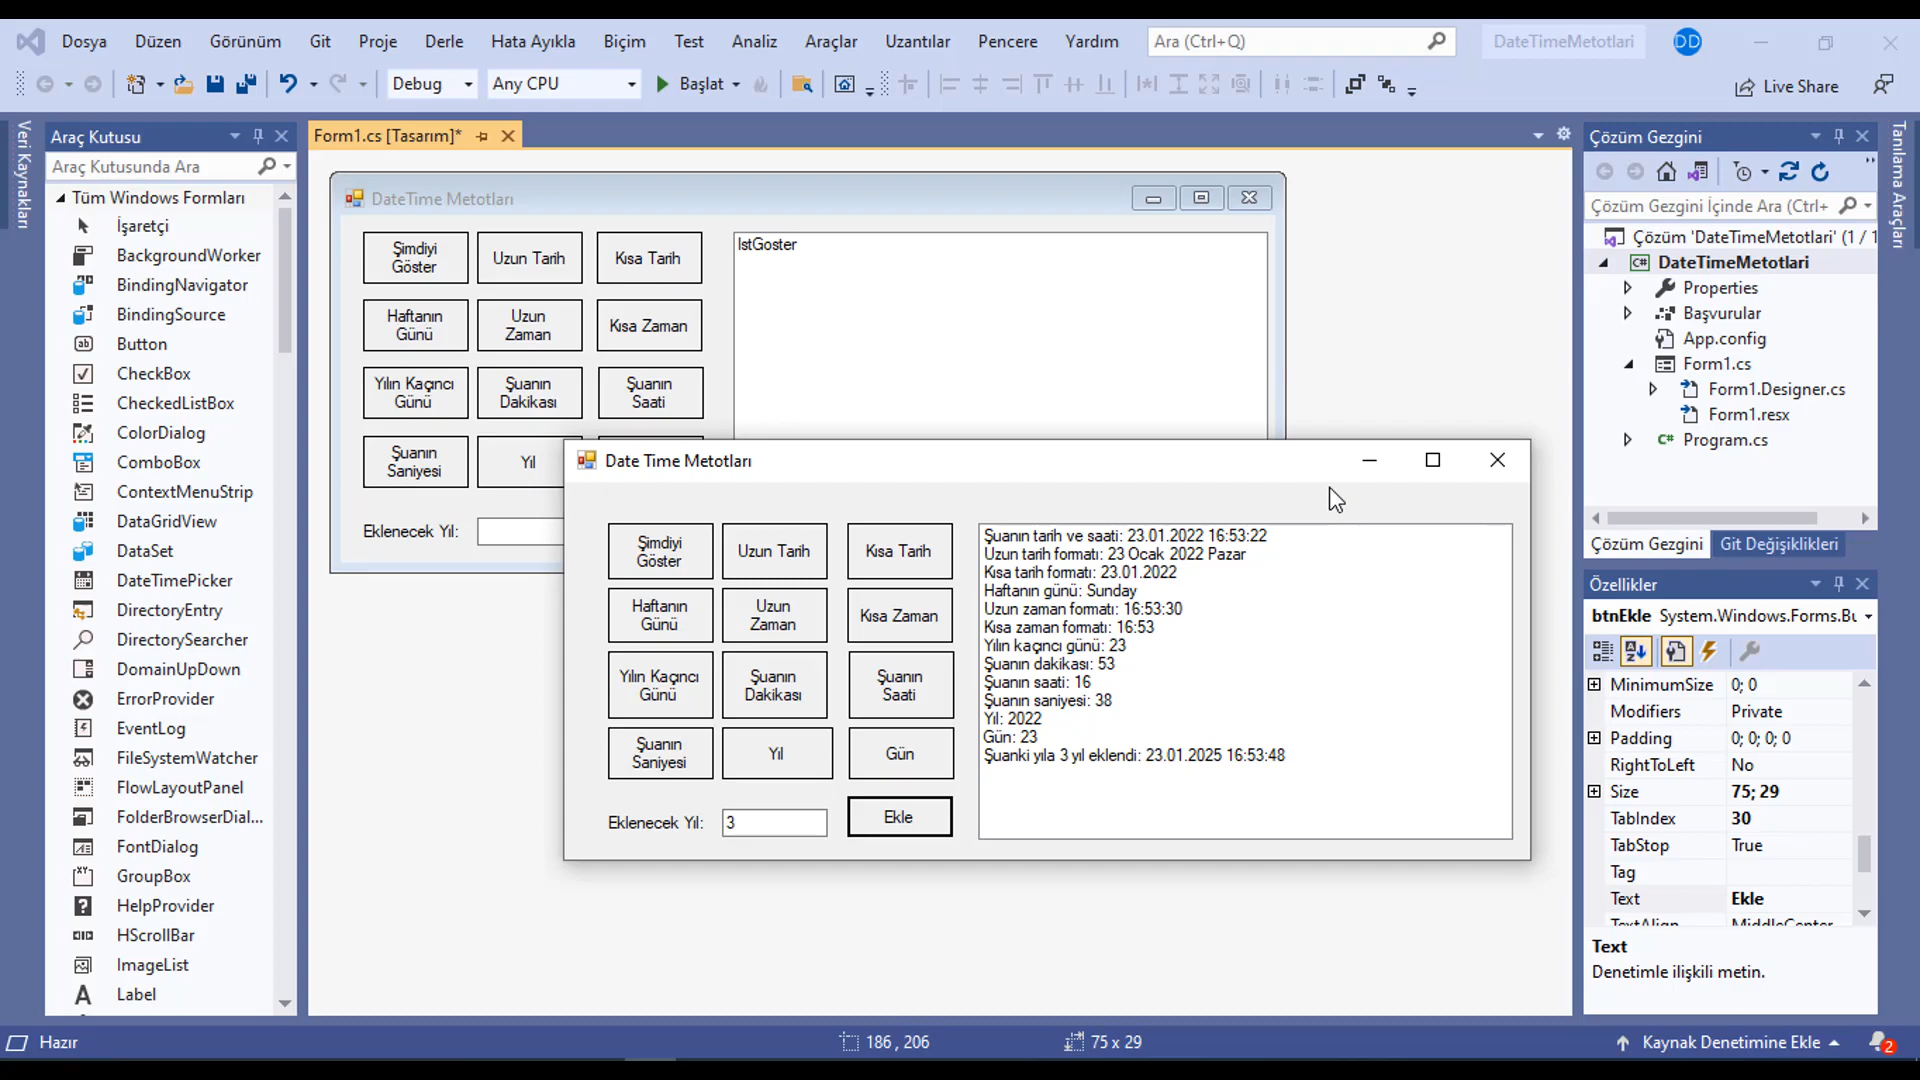 Dosya Düzen Görünüm Git Proje Derle Hata Ayıkla Biçim Test Analiz Araçlar Uzantılar Pencere Yardım Ara (Ctrl+Q) DateTimeMetotlari DD
Debug Any CPU Başlat Live Share
Veri Kaynakları
Araç Kutusu
Araç Kutusunda Ara
Tüm Windows Formları
İşaretçi
BackgroundWorker
BindingNavigator
BindingSource
Button
CheckBox
CheckedListBox
ColorDialog
ComboBox
ContextMenuStrip
DataGridView
DataSet
DateTimePicker
DirectoryEntry
DirectorySearcher
DomainUpDown
ErrorProvider
EventLog
FileSystemWatcher
FlowLayoutPanel
FolderBrowserDial...
FontDialog
GroupBox
HelpProvider
HScrollBar
ImageList
Label
Form1.cs [Tasarım]*
DateTime Metotları
Şimdiyi Göster
Uzun Tarih
Kısa Tarih
Haftanın Günü
Uzun Zaman
Kısa Zaman
Yılın Kaçıncı Günü
Şuanın Dakikası
Şuanın Saati
Şuanın Saniyesi
Yıl
Eklenecek Yıl:
lstGoster
Date Time Metotları
Şimdiyi Göster
Uzun Tarih
Kısa Tarih
Haftanın Günü
Uzun Zaman
Kısa Zaman
Yılın Kaçıncı Günü
Şuanın Dakikası
Şuanın Saati
Şuanın Saniyesi
Yıl
Gün
Eklenecek Yıl: 3
Ekle
Şuanın tarih ve saati: 23.01.2022 16:53:22
Uzun tarih formatı: 23 Ocak 2022 Pazar
Kısa tarih formatı: 23.01.2022
Haftanın günü: Sunday
Uzun zaman formatı: 16:53:30
Kısa zaman formatı: 16:53
Yılın kaçıncı günü: 23
Şuanın dakikası: 53
Şuanın saati: 16
Şuanın saniyesi: 38
Yıl: 2022
Gün: 23
Şuanki yıla 3 yıl eklendi: 23.01.2025 16:53:48
Çözüm Gezgini
Çözüm Gezgini İçinde Ara (Ctrl+
Çözüm 'DateTimeMetotlari' (1 / 1
DateTimeMetotlari
Properties
Başvurular
App.config
Form1.cs
Form1.Designer.cs
Form1.resx
Program.cs
Çözüm Gezgini Git Değişiklikleri
Tanılama Araçları
Özellikler
btnEkle System.Windows.Forms.Bu
MinimumSize 0; 0
Modifiers Private
Padding 0; 0; 0; 0
RightToLeft No
Size 75; 29
TabIndex 30
TabStop True
Tag
Text Ekle
TextAlign MiddleCenter
Text
Denetimle ilişkili metin.
Hazır 186 , 206 75 x 29 Kaynak Denetimine Ekle 2